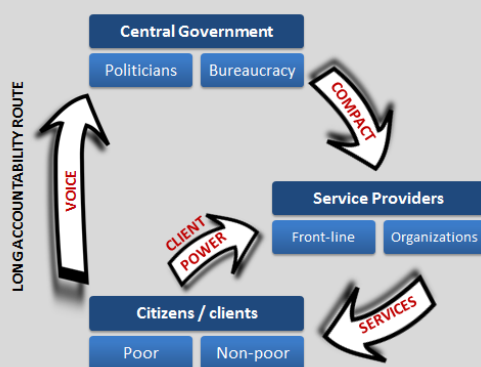 Central Government
Politicians
Bureaucracy
COMPACT
LONG ACCOUNTABILITY ROUTE
VOICE
Service Providers
Front-line
Organizations
CLIENT
POWER
SERVICES
Citizens / clients
Poor
Non-poor